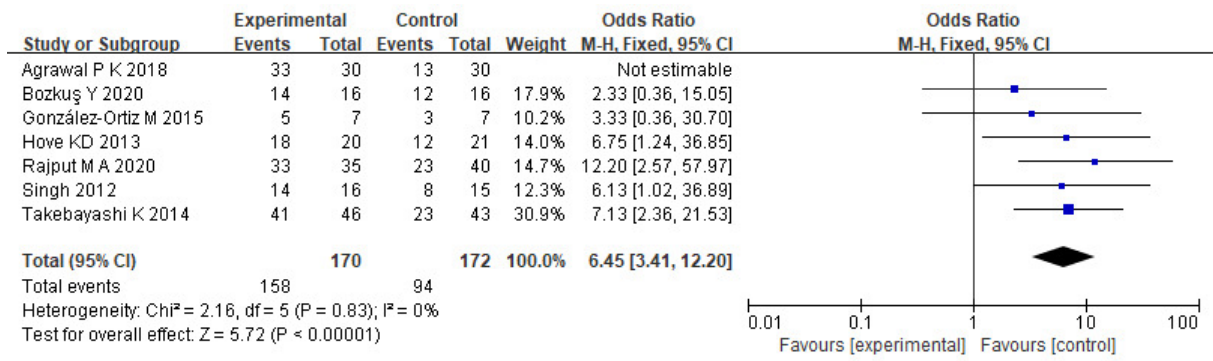 Experimental Control Odds Ratio Odds Ratio
Study or Subgroup Events Total Events Total Weight M-H, Fixed, 95% CI M-H, Fixed, 95% CI
Agrawal P K 2018 33 30 13 30 Not estimable
Bozkuş Y 2020 14 16 12 16 17.9% 2.33 [0.36, 15.05]
González-Ortiz M 2015 5 7 3 7 10.2% 3.33 [0.36, 30.70]
Hove KD 2013 18 20 12 21 14.0% 6.75 [1.24, 36.85]
Rajput M A 2020 33 35 23 40 14.7% 12.20 [2.57, 57.97]
Singh 2012 14 16 8 15 12.3% 6.13 [1.02, 36.89]
Takebayashi K 2014 41 46 23 43 30.9% 7.13 [2.36, 21.53]
Total (95% CI) 170 172 100.0% 6.45 [3.41, 12.20]
Total events 158 94
Heterogeneity: Chi² = 2.16, df = 5 (P = 0.83); I² = 0%
Test for overall effect: Z = 5.72 (P < 0.00001)
0.01 0.1 1 10 100
Favours [experimental] Favours [control]